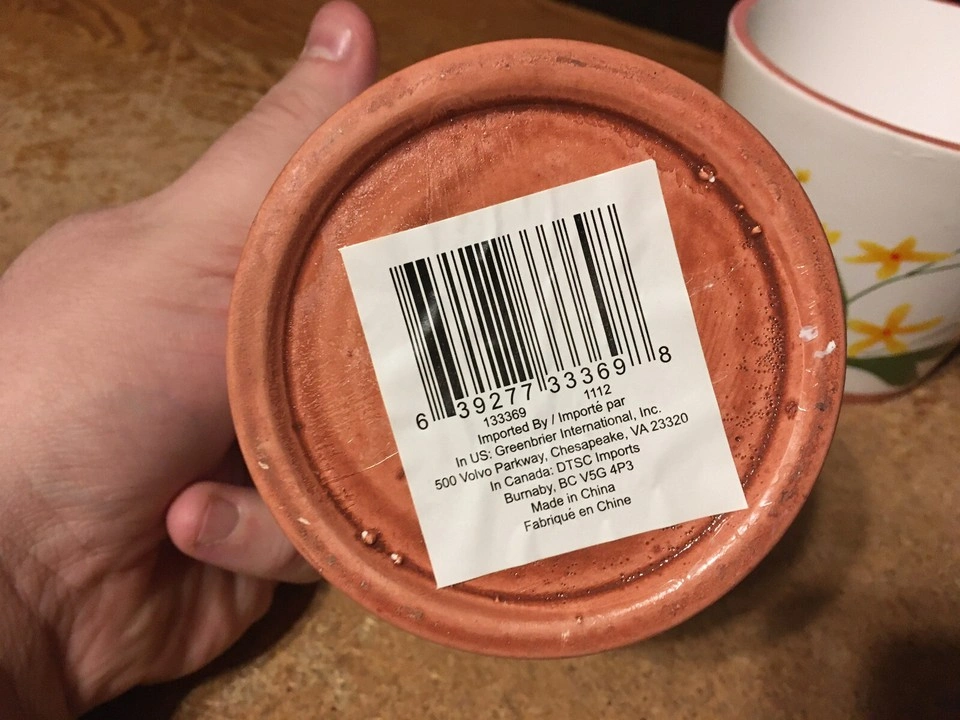 6 39277 33369 8
133369 1112
Imported By / Importé par
In US: Greenbrier International, Inc.
500 Volvo Parkway, Chesapeake, VA 23320
In Canada: DTSC Imports
Burnaby, BC V5G 4P3
Made in China
Fabriqué en Chine